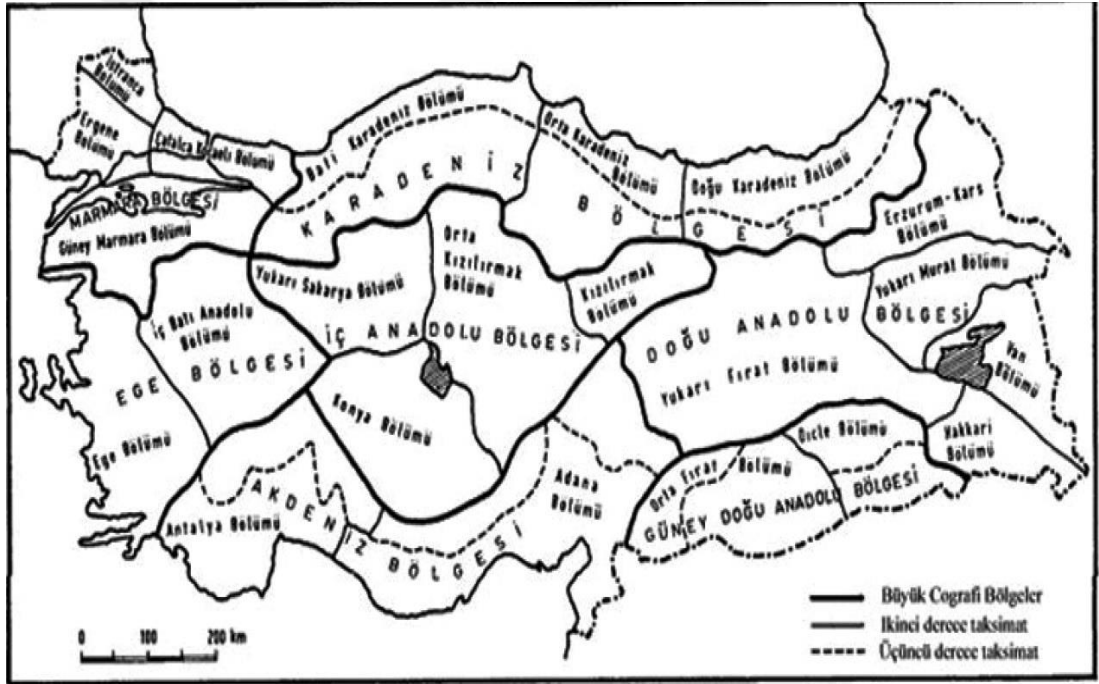 İstranca
Bölümü
Ergene
Bölümü
Çatalca Kocaeli Bölümü
MARMARA BÖLGESİ
Güney Marmara Bölümü
Batı Karadeniz Bölümü
KARADENİZ BÖLGESİ
Orta Karadeniz
Bölümü
Doğu Karadeniz Bölümü
Erzurum-Kars
Bölümü
Yukarı Murat Bölümü
Yukarı Sakarya Bölümü
Orta
Kızılırmak
Bölümü
Kızılırmak
Bölümü
İç Batı Anadolu
Bölümü
İÇ ANADOLU BÖLGESİ
DOĞU ANADOLU BÖLGESİ
Yukarı Fırat Bölümü
Van
Bölümü
EGE BÖLGESİ
Ege Bölümü
Konya Bölümü
Hakkari
Bölümü
Dicle Bölümü
Orta Fırat Bölümü
GÜNEY DOĞU ANADOLU BÖLGESİ
Adana
Bölümü
Antalya Bölümü
AKDENİZ BÖLGESİ
Büyük Cografi Bölgeler
Ikinci derece taksimat
Üçüncü derece taksimat
0 100 200 km